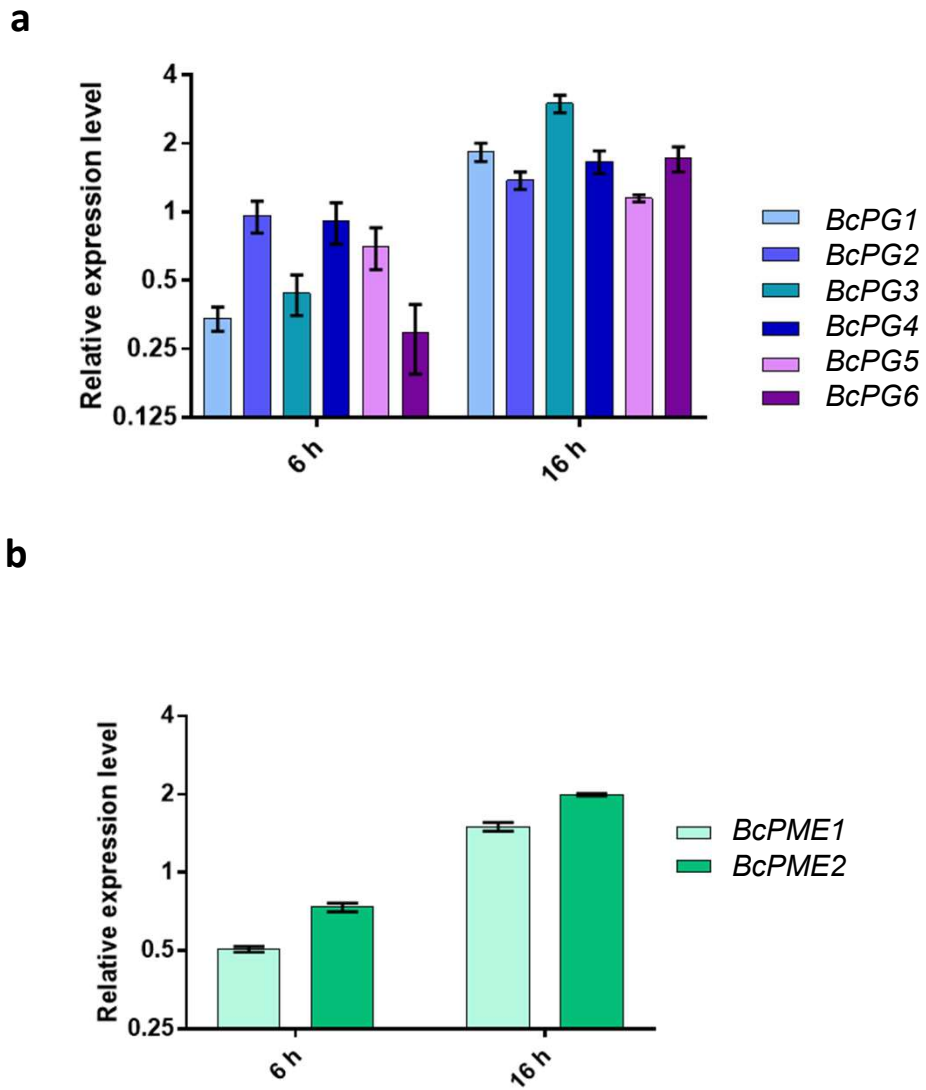 a
Relative expression level
4
2
1
0.5
0.25
0.125
6 h
16 h
BcPG1
BcPG2
BcPG3
BcPG4
BcPG5
BcPG6
b
Relative expression level
4
2
1
0.5
0.25
6 h
16 h
BcPME1
BcPME2